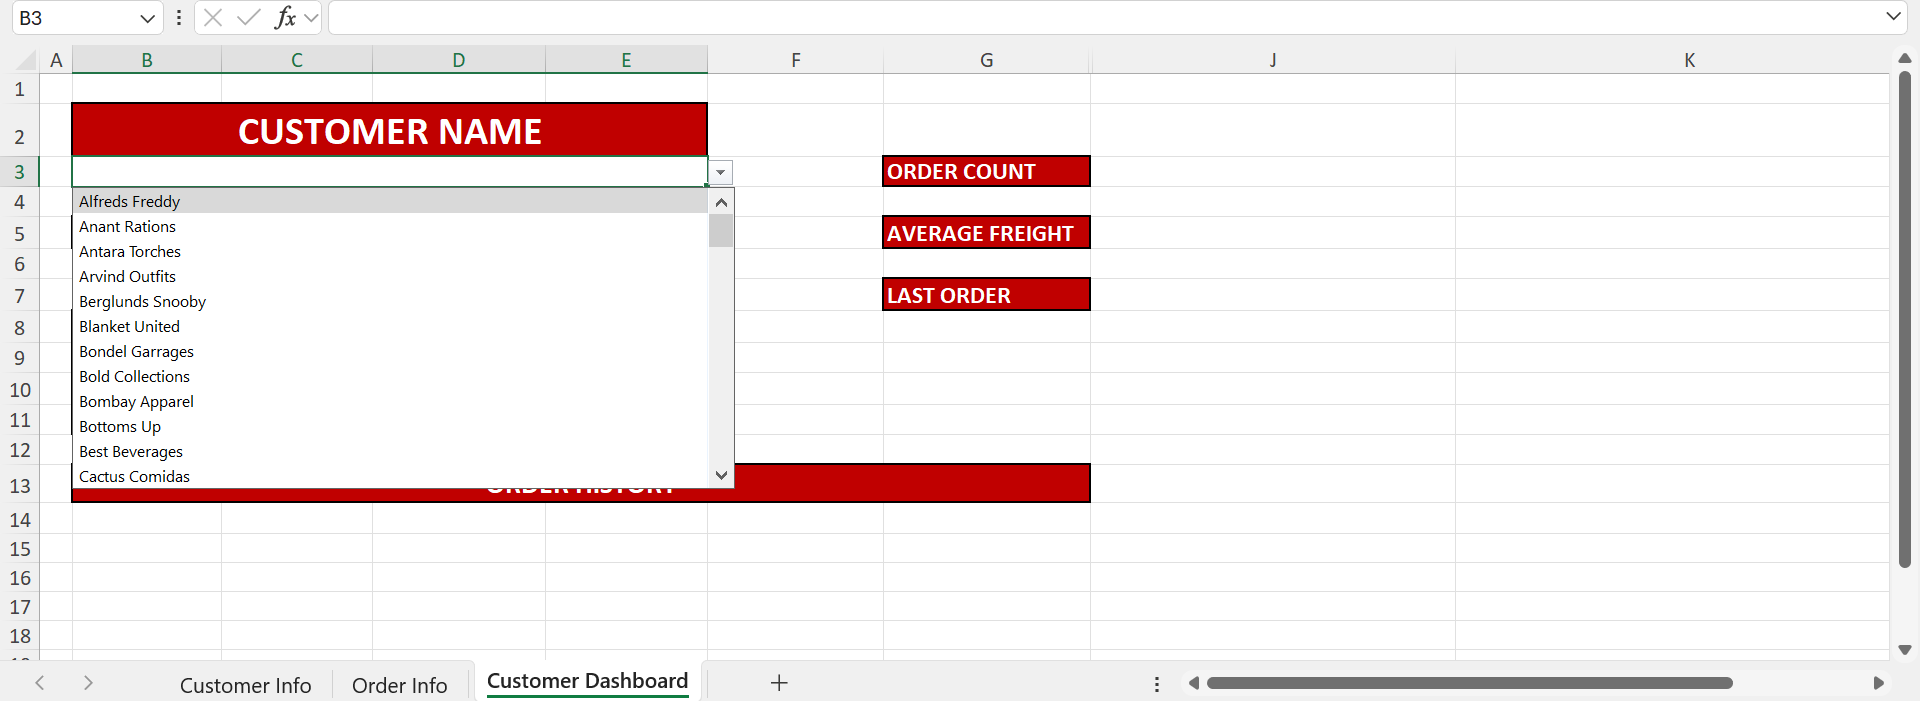 B3
fx
A B C D E F G J K
1
2 CUSTOMER NAME
3 ORDER COUNT
4 Alfreds Freddy
Anant Rations
5 AVERAGE FREIGHT
Antara Torches
6
Arvind Outfits
7 LAST ORDER
Berglunds Snooby
8 Blanket United
9 Bondel Garrages
Bold Collections
10
Bombay Apparel
11 Bottoms Up
12 Best Beverages
Cactus Comidas
13 ORDER HISTORY
14
15
16
17
18
Customer Info Order Info Customer Dashboard